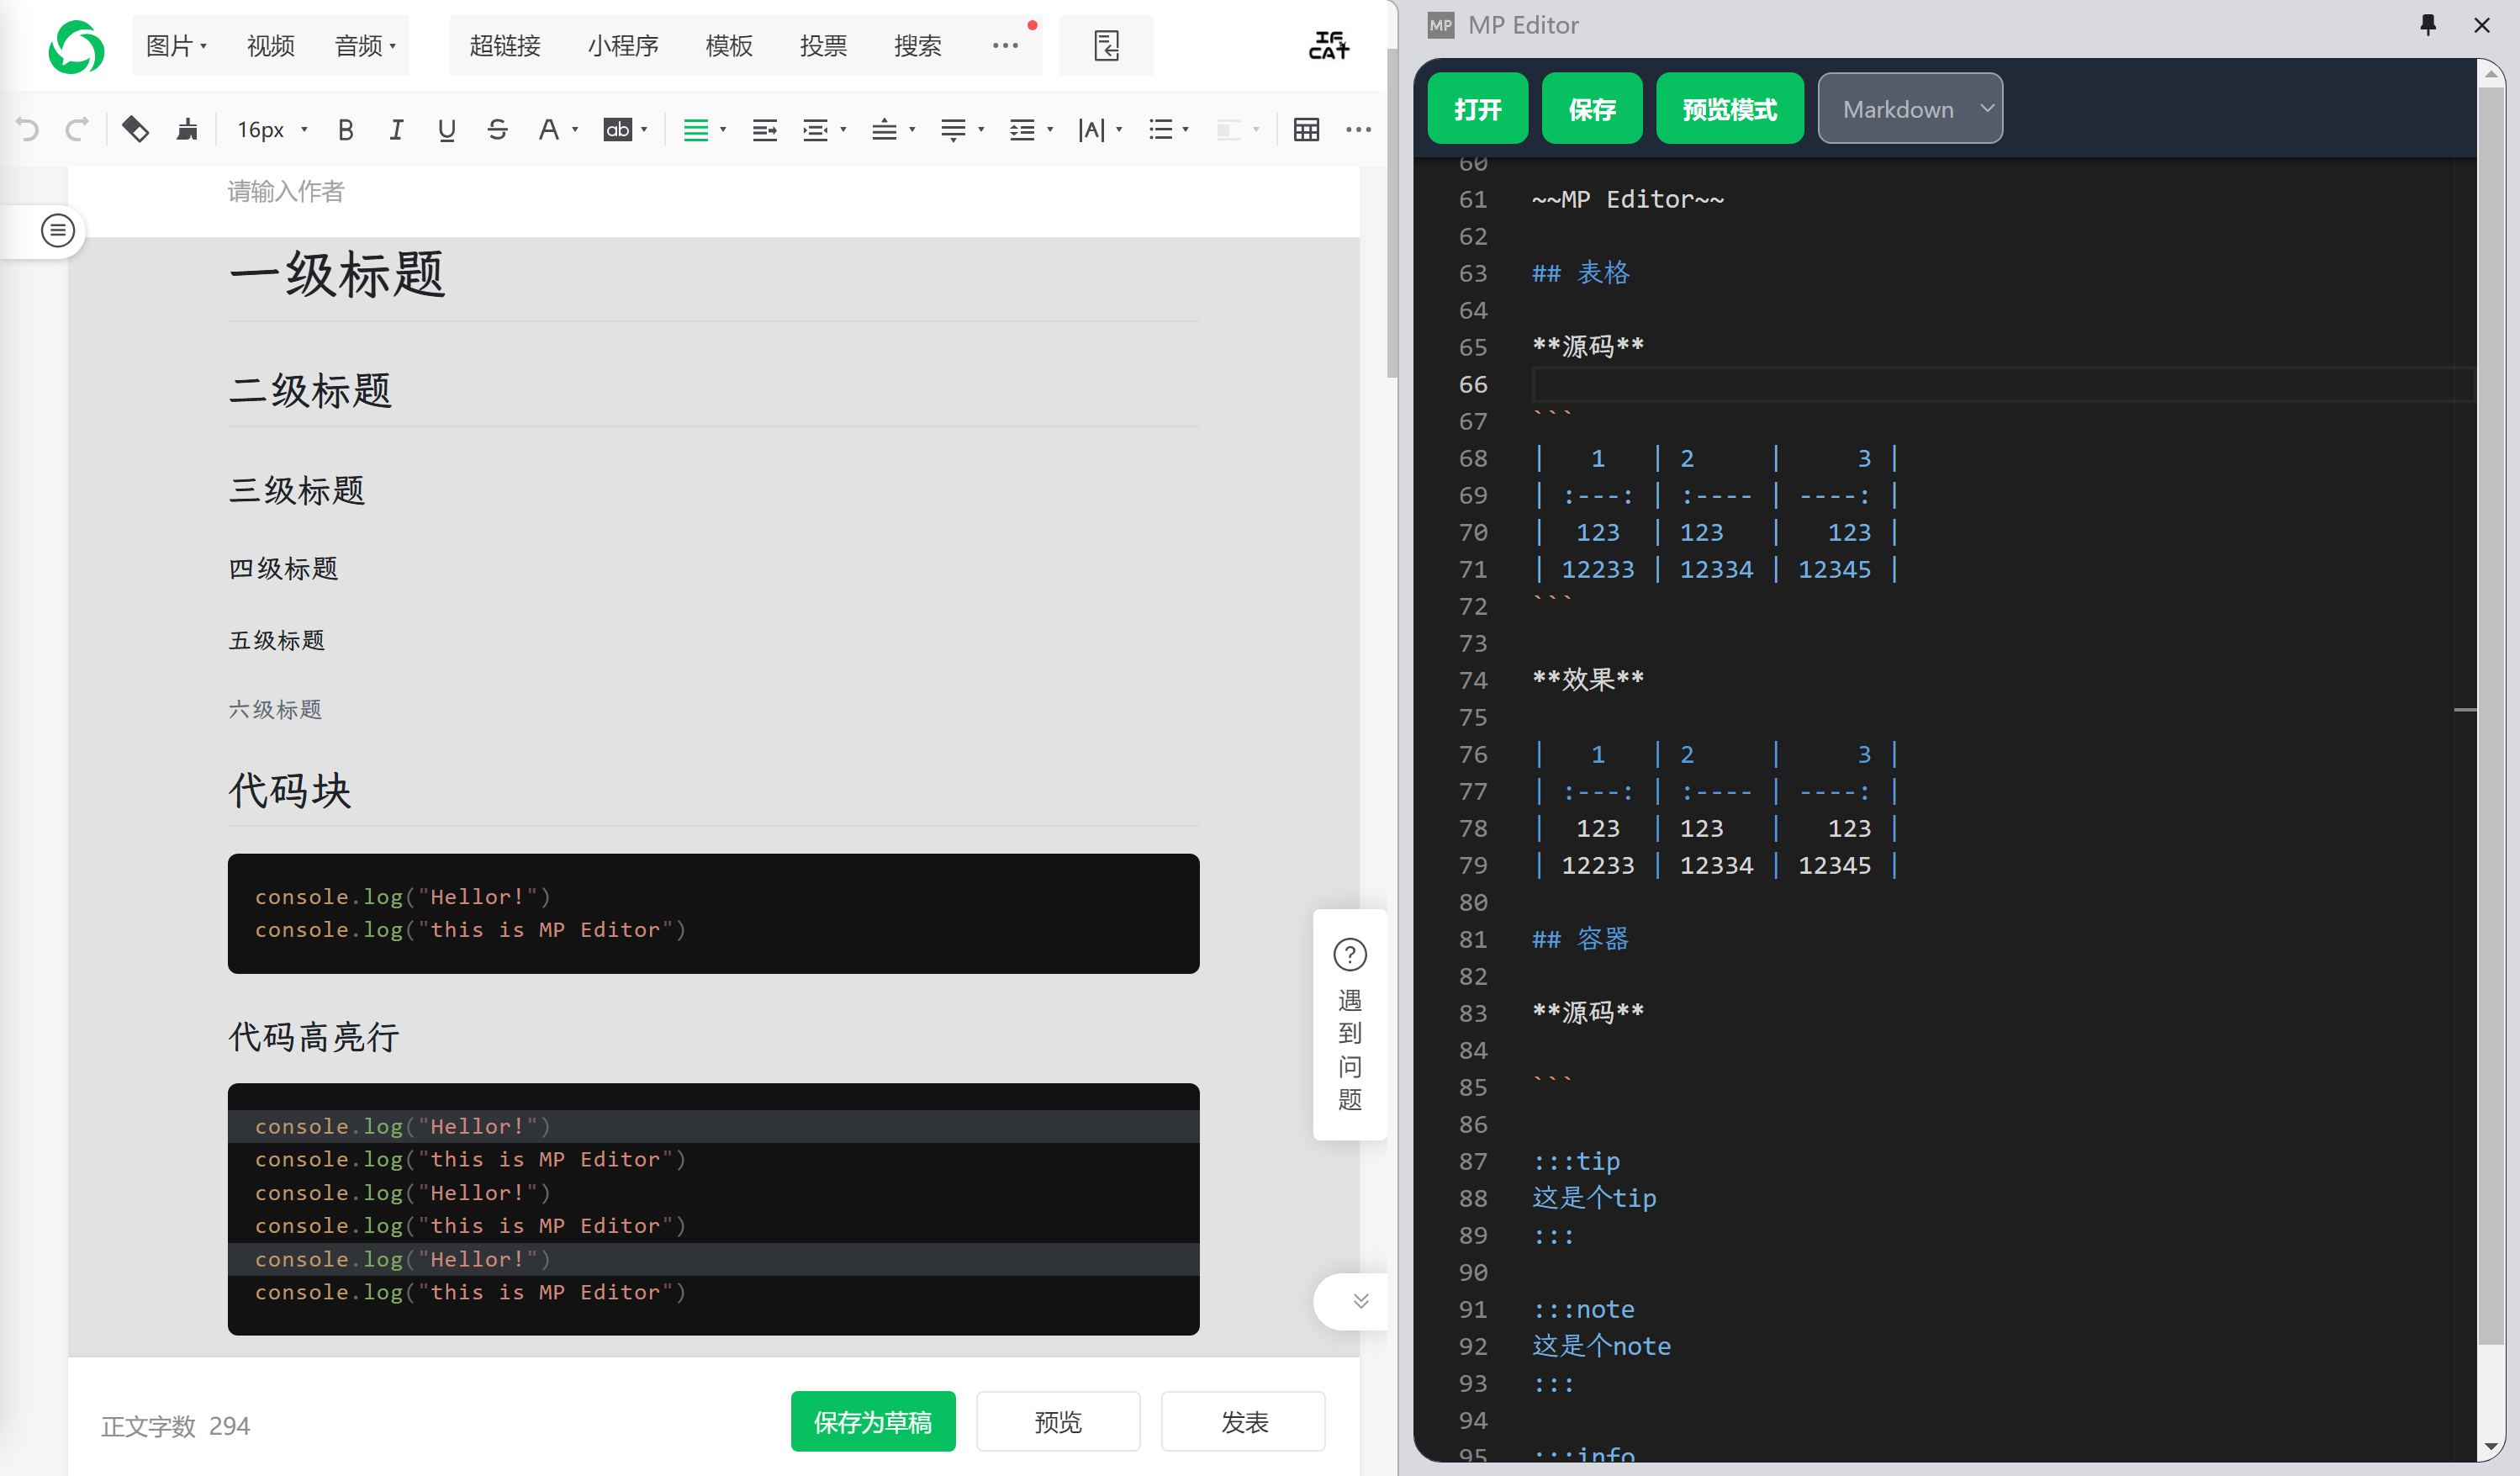 图片 视频 音频 超链接 小程序 模板 投票 搜索
IF
CAT
16px B I U S A ab |A|
请输入作者
一级标题
二级标题
三级标题
四级标题
五级标题
六级标题
代码块
console.log("Hellor!")
console.log("this is MP Editor")
代码高亮行
console.log("Hellor!")
console.log("this is MP Editor")
console.log("Hellor!")
console.log("this is MP Editor")
console.log("Hellor!")
console.log("this is MP Editor")
?
遇
到
问
题
正文字数 294 保存为草稿 预览 发表
MP MP Editor
打开 保存 预览模式 Markdown
60
61 ~~MP Editor~~
62
63 ## 表格
64
65 **源码**
66
67 ```
68 |   1   | 2     |     3 |
69 | :---: | :---- | ----: |
70 |  123  | 123   |   123 |
71 | 12233 | 12334 | 12345 |
72 ```
73
74 **效果**
75
76 |   1   | 2     |     3 |
77 | :---: | :---- | ----: |
78 |  123  | 123   |   123 |
79 | 12233 | 12334 | 12345 |
80
81 ## 容器
82
83 **源码**
84
85 ```
86
87 :::tip
88 这是个tip
89 :::
90
91 :::note
92 这是个note
93 :::
94
95 :::info